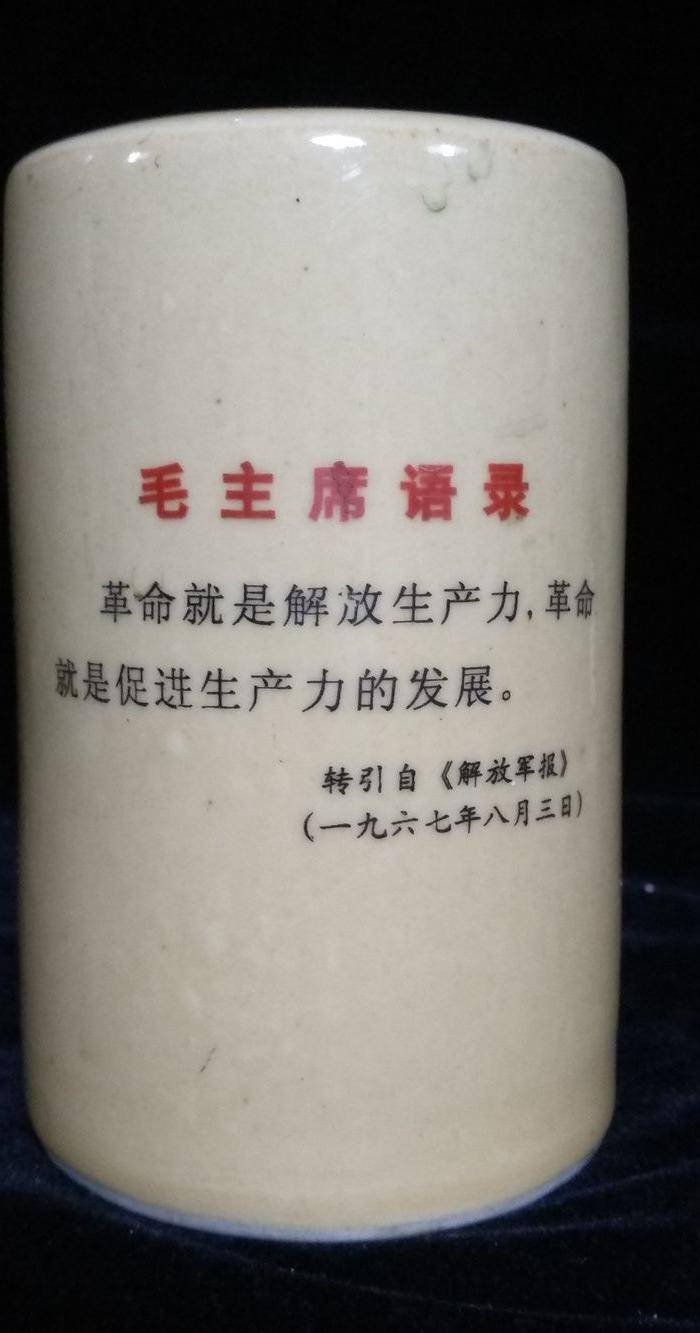 毛主席语录
革命就是解放生产力,革命
就是促进生产力的发展。
转引自《解放军报》
(一九六七年八月三日)